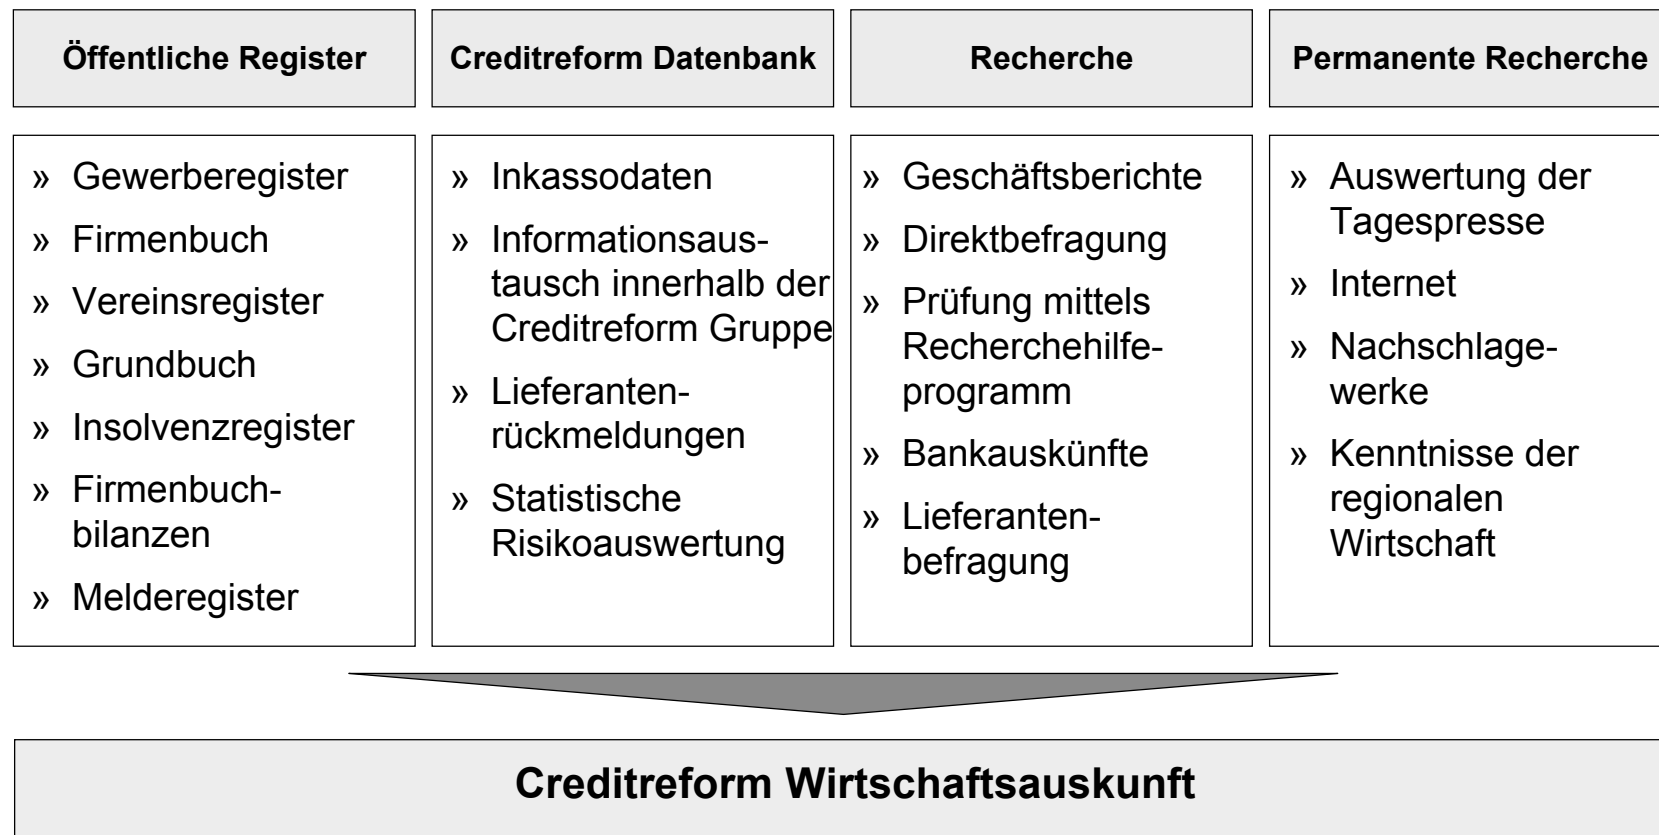 Öffentliche Register
» Gewerberegister
» Firmenbuch
» Vereinsregister
» Grundbuch
» Insolvenzregister
» Firmenbuch-
bilanzen
» Melderegister
Creditreform Datenbank
» Inkassodaten
» Informationsaus-
tausch innerhalb der
Creditreform Gruppe
» Lieferanten-
rückmeldungen
» Statistische
Risikoauswertung
Recherche
» Geschäftsberichte
» Direktbefragung
» Prüfung mittels
Recherchehilfe-
programm
» Bankauskünfte
» Lieferanten-
befragung
Permanente Recherche
» Auswertung der
Tagespresse
» Internet
» Nachschlage-
werke
» Kenntnisse der
regionalen
Wirtschaft
Creditreform Wirtschaftsauskunft